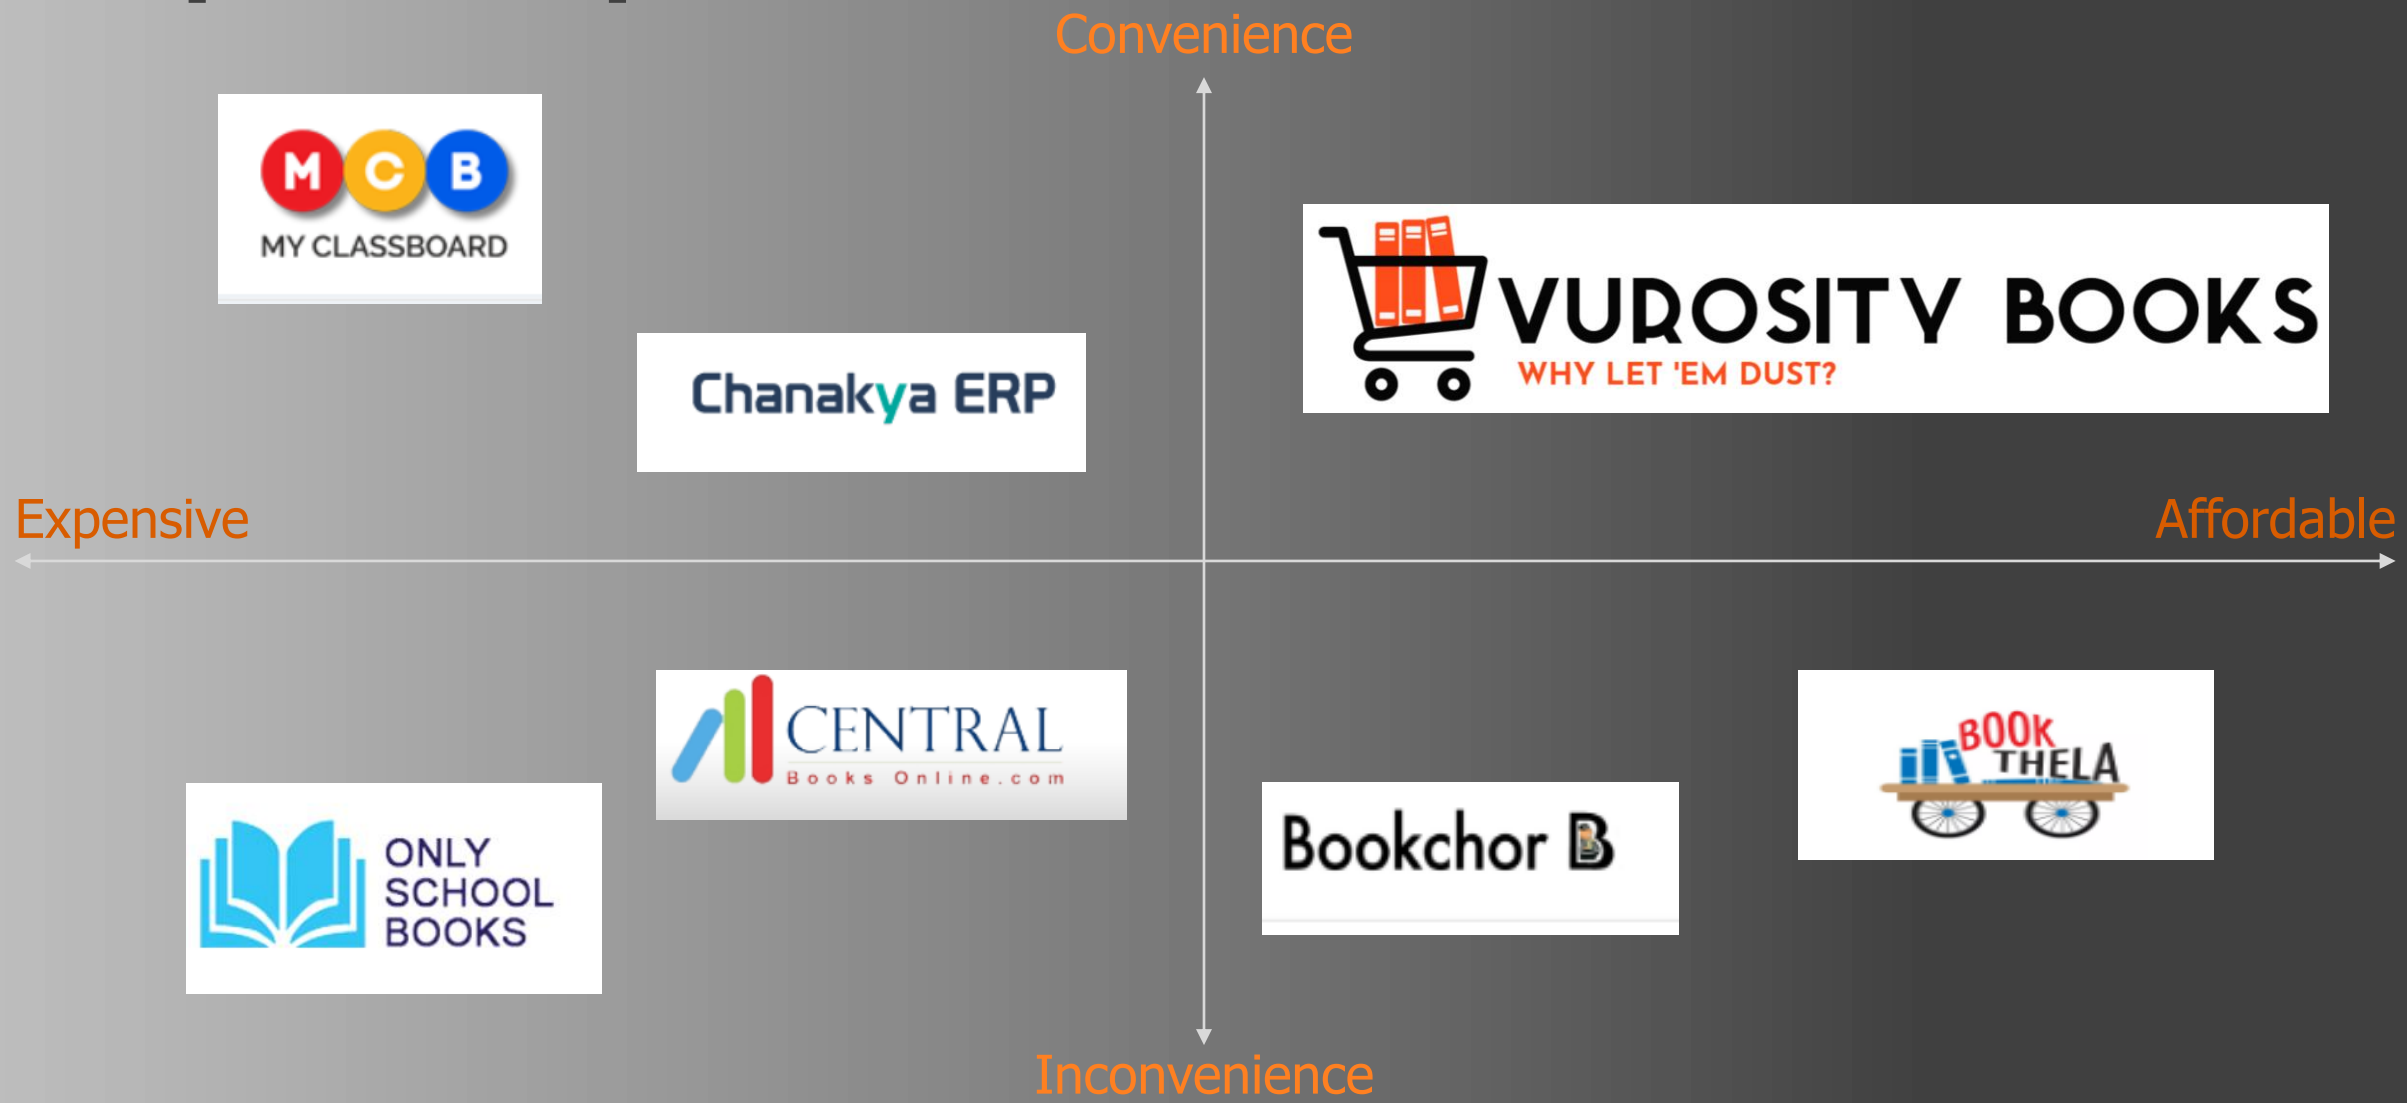 Convenience
M C B
MY CLASSBOARD
VUROSITY BOOKS
WHY LET 'EM DUST?
Chanakya ERP
Expensive
Affordable
CENTRAL
Books Online.com
BOOK
THELA
ONLY
SCHOOL
BOOKS
Bookchor B
Inconvenience